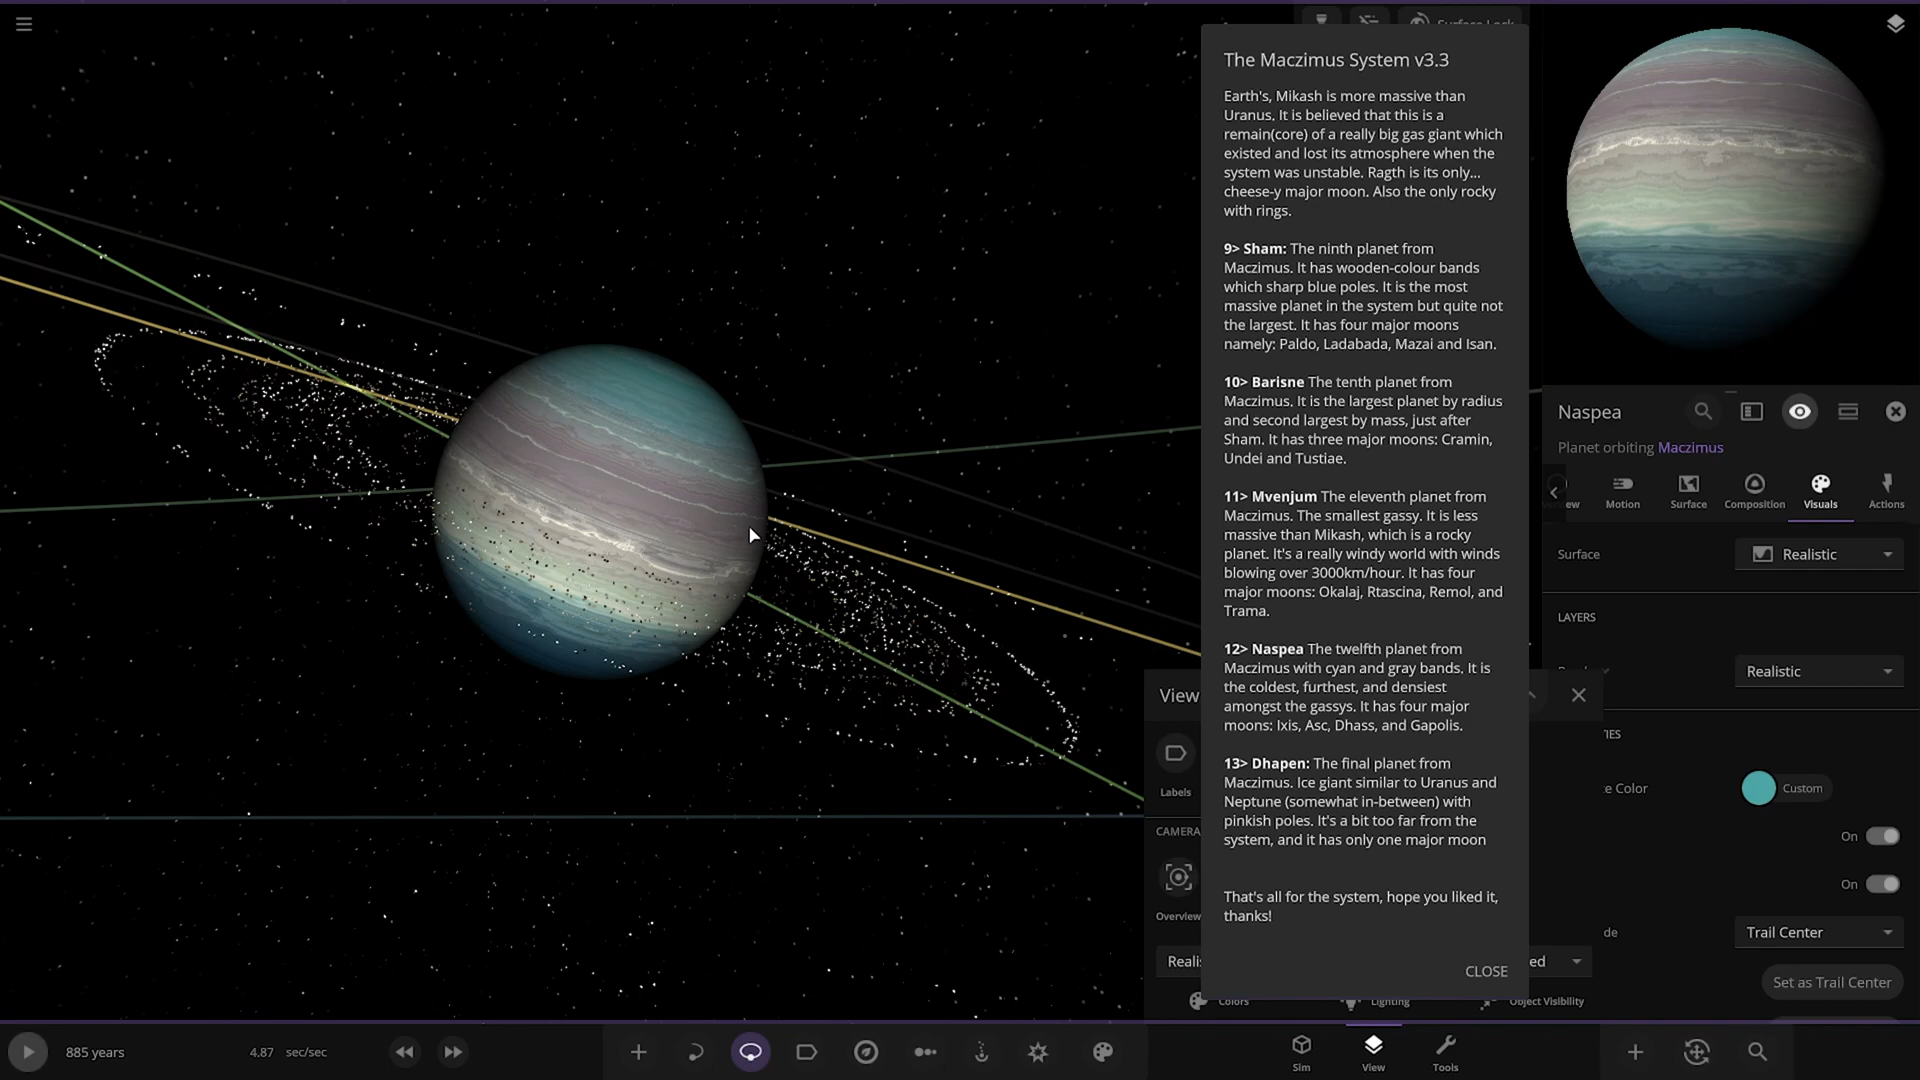 Surface Lock
The Maczimus System v3.3
Earth's, Mikash is more massive than
Uranus. It is believed that this is a
remain(core) of a really big gas giant which
existed and lost its atmosphere when the
system was unstable. Ragth is its only...
cheese-y major moon. Also the only rocky
with rings.
9> Sham: The ninth planet from
Maczimus. It has wooden-colour bands
which sharp blue poles. It is the most
massive planet in the system but quite not
the largest. It has four major moons
namely: Paldo, Ladabada, Mazai and Isan.
10> Barisne The tenth planet from
Maczimus. It is the largest planet by radius
and second largest by mass, just after
Sham. It has three major moons: Cramin,
Undei and Tustiae.
11> Mvenjum The eleventh planet from
Maczimus. The smallest gassy. It is less
massive than Mikash, which is a rocky
planet. It's a really windy world with winds
blowing over 3000km/hour. It has four
major moons: Okalaj, Rtascina, Remol, and
Trama.
12> Naspea The twelfth planet from
Maczimus with cyan and gray bands. It is
the coldest, furthest, and densiest
amongst the gassys. It has four major
moons: Ixis, Asc, Dhass, and Gapolis.
13> Dhapen: The final planet from
Maczimus. Ice giant similar to Uranus and
Neptune (somewhat in-between) with
pinkish poles. It's a bit too far from the
system, and it has only one major moon
That's all for the system, hope you liked it,
thanks!
CLOSE
Naspea
Planet orbiting Maczimus
ew Motion Surface Composition Visuals Actions
Surface Realistic
LAYERS
Realistic
TIES
e Color Custom
On
On
de Trail Center
Set as Trail Center
View
Labels
CAMERA
Overview
Realis ed
Colors Lighting Object Visibility
885 years 4.87 sec/sec
Sim View Tools